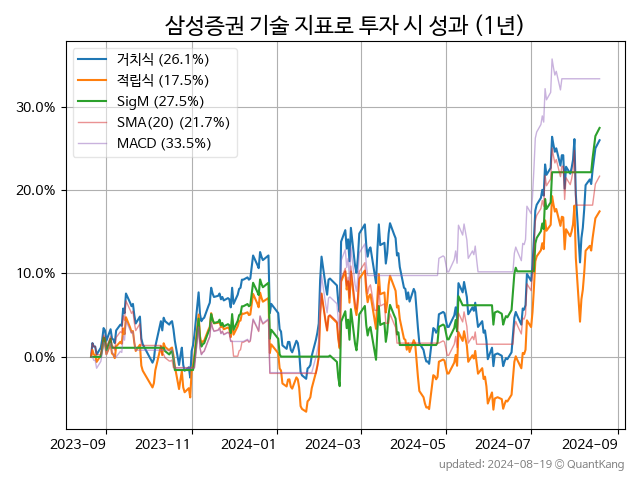 삼성증권 기술 지표로 투자 시 성과 (1년)
거치식 (26.1%)
적립식 (17.5%)
SigM (27.5%)
SMA(20) (21.7%)
MACD (33.5%)
30.0%
20.0%
10.0%
0.0%
2023-09 2023-11 2024-01 2024-03 2024-05 2024-07 2024-09
updated: 2024-08-19 © QuantKang